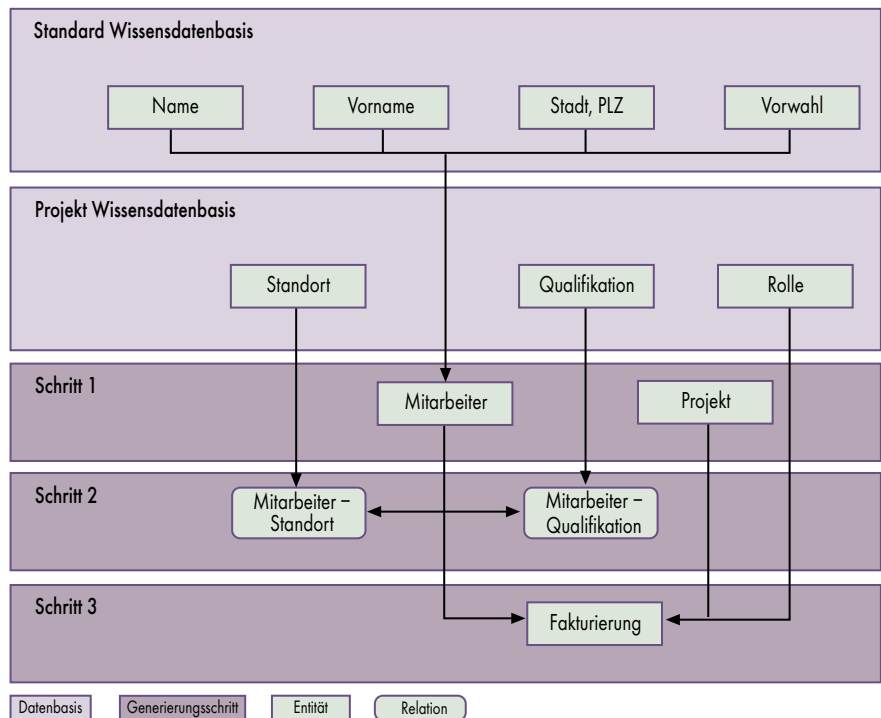 Standard Wissensdatenbasis
Name
Vorname
Stadt, PLZ
Vorwahl
Projekt Wissensdatenbasis
Standort
Qualifikation
Rolle
Schritt 1
Mitarbeiter
Projekt
Schritt 2
Mitarbeiter –
Standort
Mitarbeiter –
Qualifikation
Schritt 3
Fakturierung
Datenbasis
Generierungsschritt
Entität
Relation